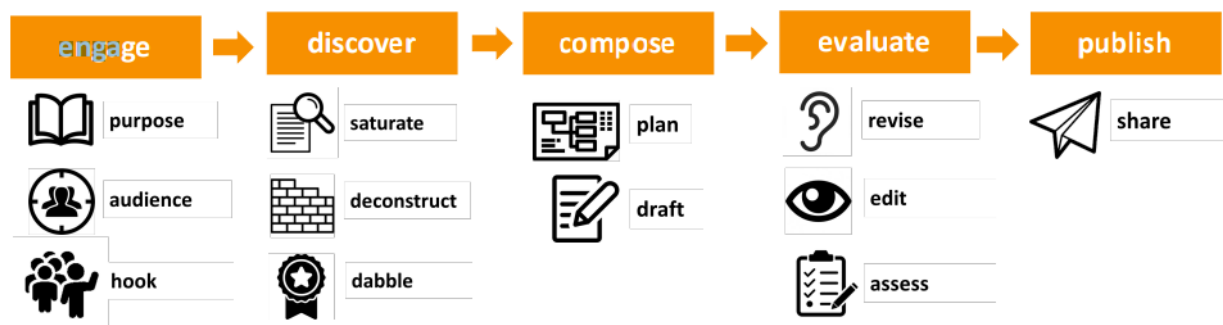 engage
discover
compose
evaluate
publish
purpose
saturate
plan
revise
share
audience
deconstruct
draft
edit
hook
dabble
assess